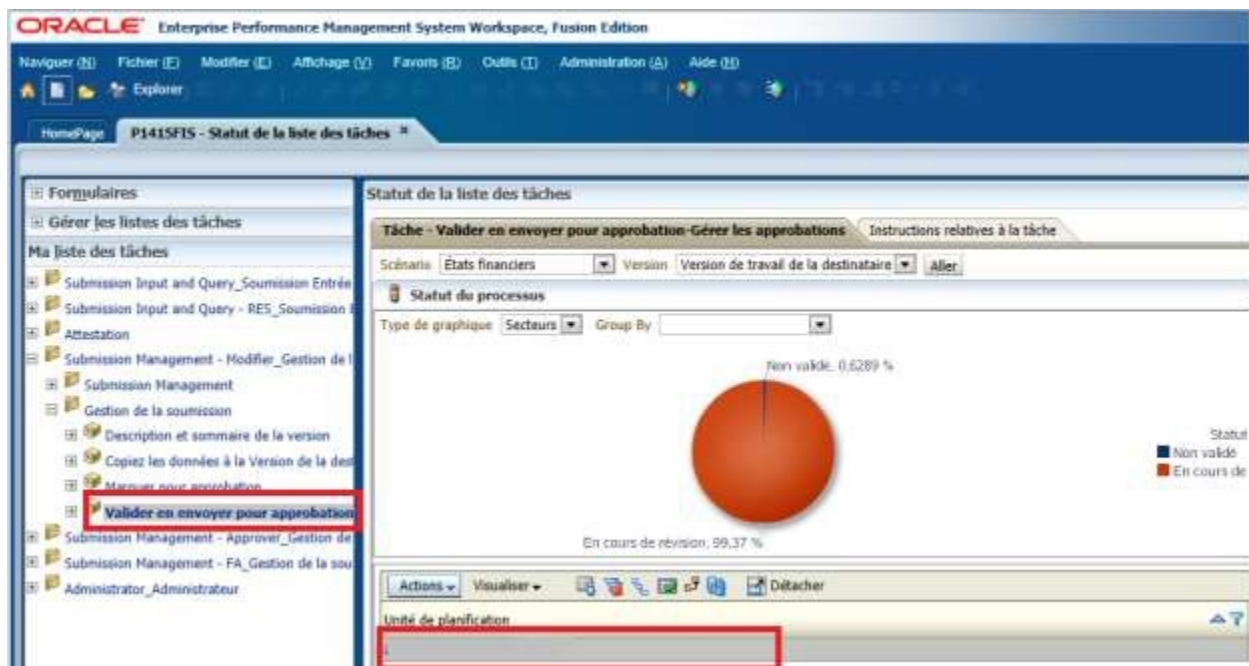 ORACLE Enterprise Performance Management System Workspace, Fusion Edition
Naviguer (N) Fichier (F) Modifier (E) Affichage (V) Favoris (R) Outils (T) Administration (A) Aide (H)
Explorer
HomePage P1415FIS - Statut de la liste des tâches
Formulaires
Gérer les listes des tâches
Ma liste des tâches
Submission Input and Query_Soumission Entrée
Submission Input and Query - RES_Soumission
Attestation
Submission Management - Modifier_Gestion de l
Submission Management
Gestion de la soumission
Description et sommaire de la version
Copiez les données à la Version de la dest
Marquer pour approbation
Valider en envoyer pour approbation
Submission Management - Approver_Gestion de
Submission Management - FA_Gestion de la sou
Administrator_Administrateur
Statut de la liste des tâches
Tâche - Valider en envoyer pour approbation-Gérer les approbations Instructions relatives à la tâche
Scénario États financiers Version Version de travail de la destinataire Aller
Statut du processus
Type de graphique Secteurs Group By
Non valide, 0,6289 %
Statut
Non validé
En cours de
En cours de révision, 99,37 %
Actions Visualiser Détacher
Unité de planification